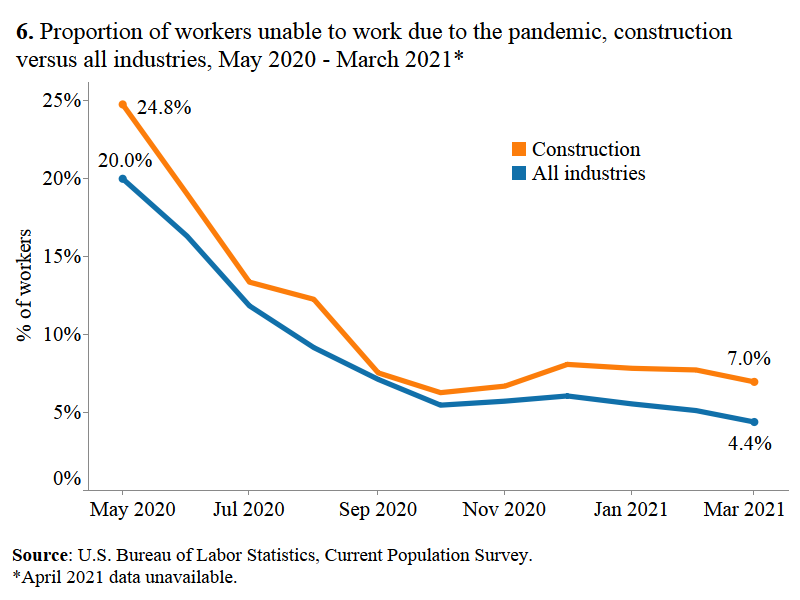 6. Proportion of workers unable to work due to the pandemic, construction
versus all industries, May 2020 - March 2021*
25%
24.8%
Construction
20.0%
All industries
20%
15%
% of workers
10%
7.0%
5%
4.4%
0%
May 2020 Jul 2020 Sep 2020 Nov 2020 Jan 2021 Mar 2021
Source: U.S. Bureau of Labor Statistics, Current Population Survey.
*April 2021 data unavailable.